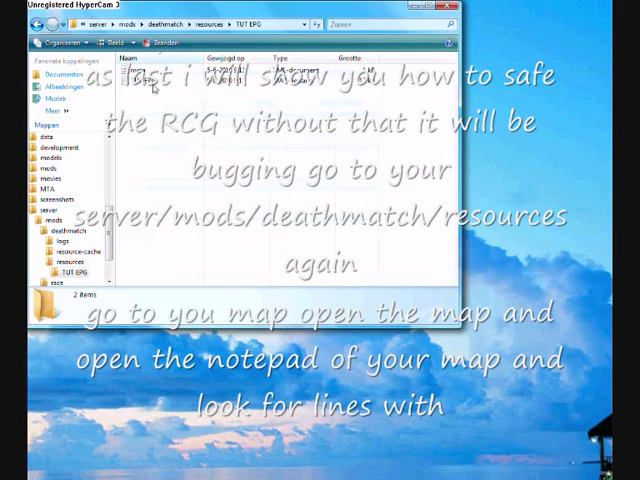 Unregistered HyperCam 3
server ▸ mods ▸ deathmatch ▸ resources ▸ TUT EPG
Zoeken
Organiseren Beeld Branden
Favoriete koppelingen
Naam Gewijzigd op Type Grootte
Documenten
Afbeeldingen
Muziek
Meer »
Mappen
data
development
models
mods
movies
MTA
screenshots
server
mods
deathmatch
logs
resource-cache
resources
TUT EPG
race
2 items
as last i will show you how to safe
the RCG without that it will be
bugging go to your
server/mods/deathmatch/resources
again
go to you map open the map and
open the notepad of your map and
look for lines with